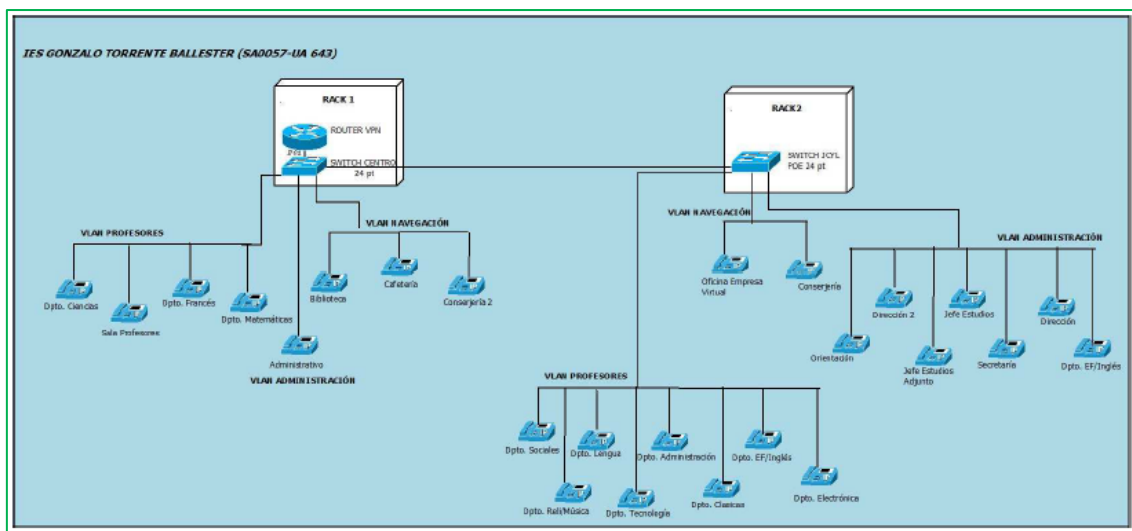 IES GONZALO TORRENTE BALLESTER (SA0057-UA 643)
RACK 1
ROUTER VPN
SWITCH CENTRO
24 pt
RACK2
SWITCH JCYL
POE 24 pt
VLAN PROFESORES
Dpto. Ciencias
Sala Profesores
Dpto. Francés
Dpto. Matemáticas
VLAN NAVEGACIÓN
Biblioteca
Cafetería
Conserjería 2
Administrativo
VLAN ADMINISTRACIÓN
VLAN NAVEGACIÓN
Oficina Empresa
Virtual
Conserjería
VLAN ADMINISTRACIÓN
Orientación
Dirección 2
Jefe Estudios
Adjunto
Jefe Estudios
Secretaría
Dirección
Dpto. EF/Inglés
VLAN PROFESORES
Dpto. Sociales
Dpto. Reli/Música
Dpto. Lengua
Dpto. Tecnología
Dpto. Administración
Dpto. Clasicas
Dpto. EF/Inglés
Dpto. Electrónica